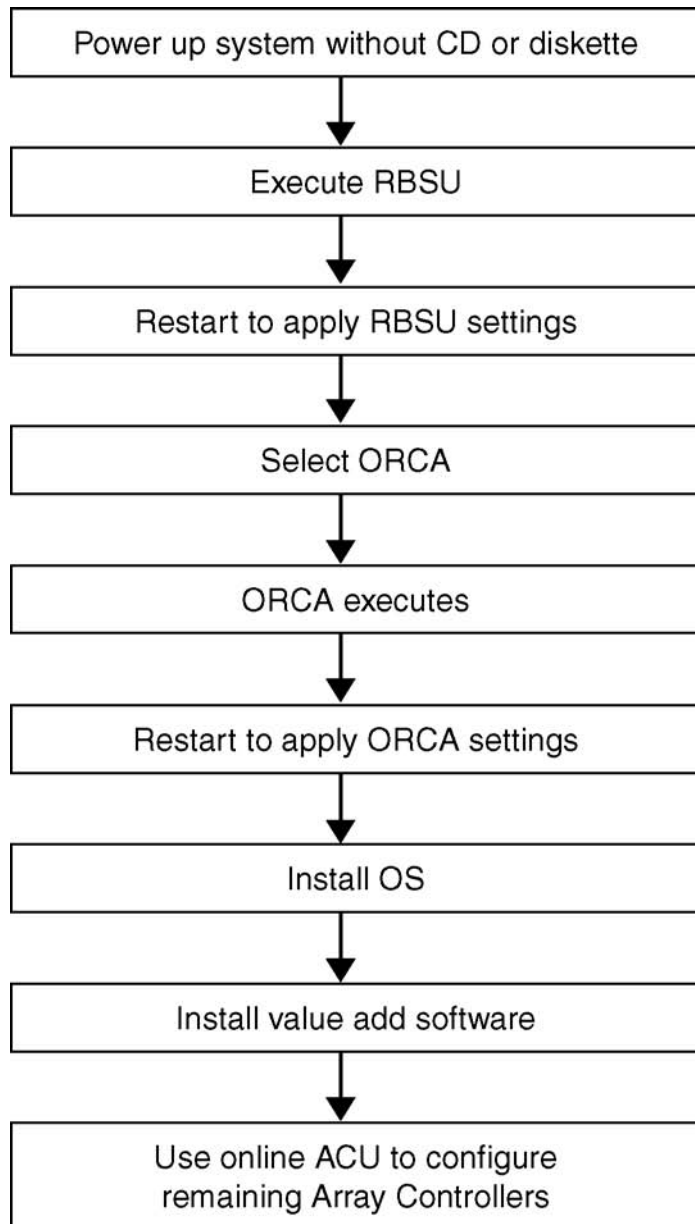 Power up system without CD or diskette
Execute RBSU
Restart to apply RBSU settings
Select ORCA
ORCA executes
Restart to apply ORCA settings
Install OS
Install value add software
Use online ACU to configure
remaining Array Controllers